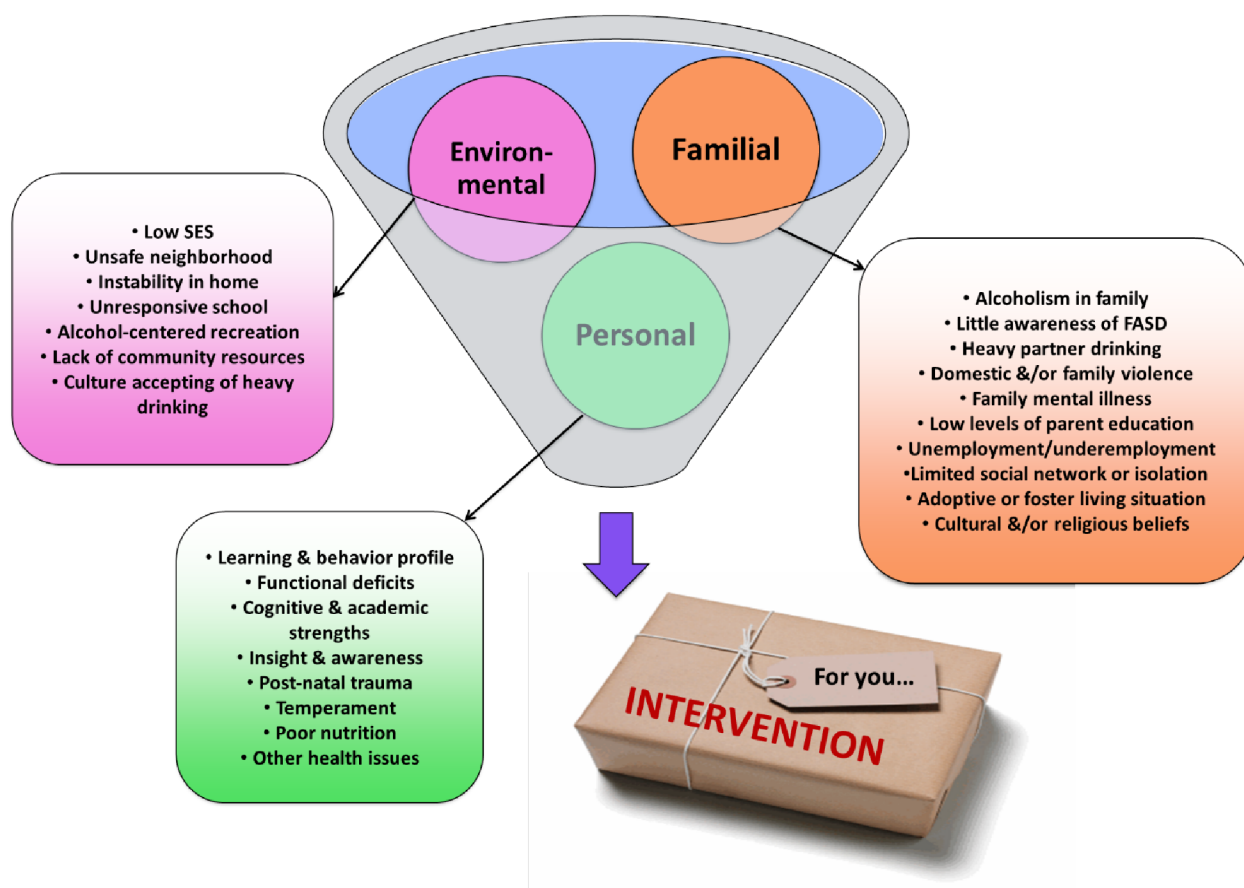 Environ-
mental
Familial
Personal
• Low SES
• Unsafe neighborhood
• Instability in home
• Unresponsive school
• Alcohol-centered recreation
• Lack of community resources
• Culture accepting of heavy
drinking
• Alcoholism in family
• Little awareness of FASD
• Heavy partner drinking
• Domestic &/or family violence
• Family mental illness
• Low levels of parent education
• Unemployment/underemployment
•Limited social network or isolation
• Adoptive or foster living situation
• Cultural &/or religious beliefs
• Learning & behavior profile
• Functional deficits
• Cognitive & academic
strengths
• Insight & awareness
• Post-natal trauma
• Temperament
• Poor nutrition
• Other health issues
For you...
INTERVENTION